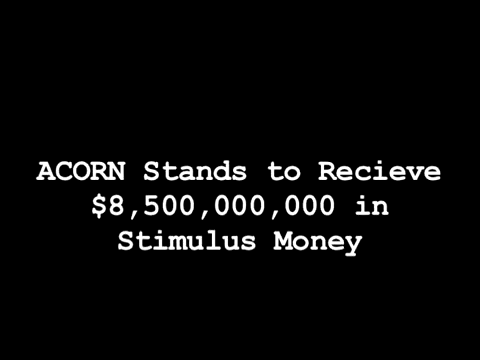 ACORN Stands to Recieve
$8,500,000,000 in
Stimulus Money